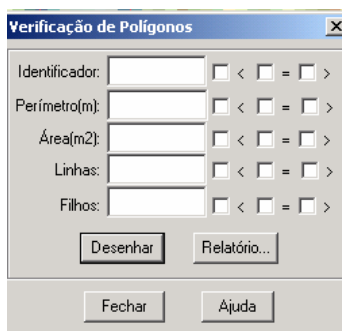 Verificação de Polígonos
Identificador: < = >
Perímetro(m): < = >
Área(m2): < = >
Linhas: < = >
Filhos: < = >
Desenhar Relatório...
Fechar Ajuda